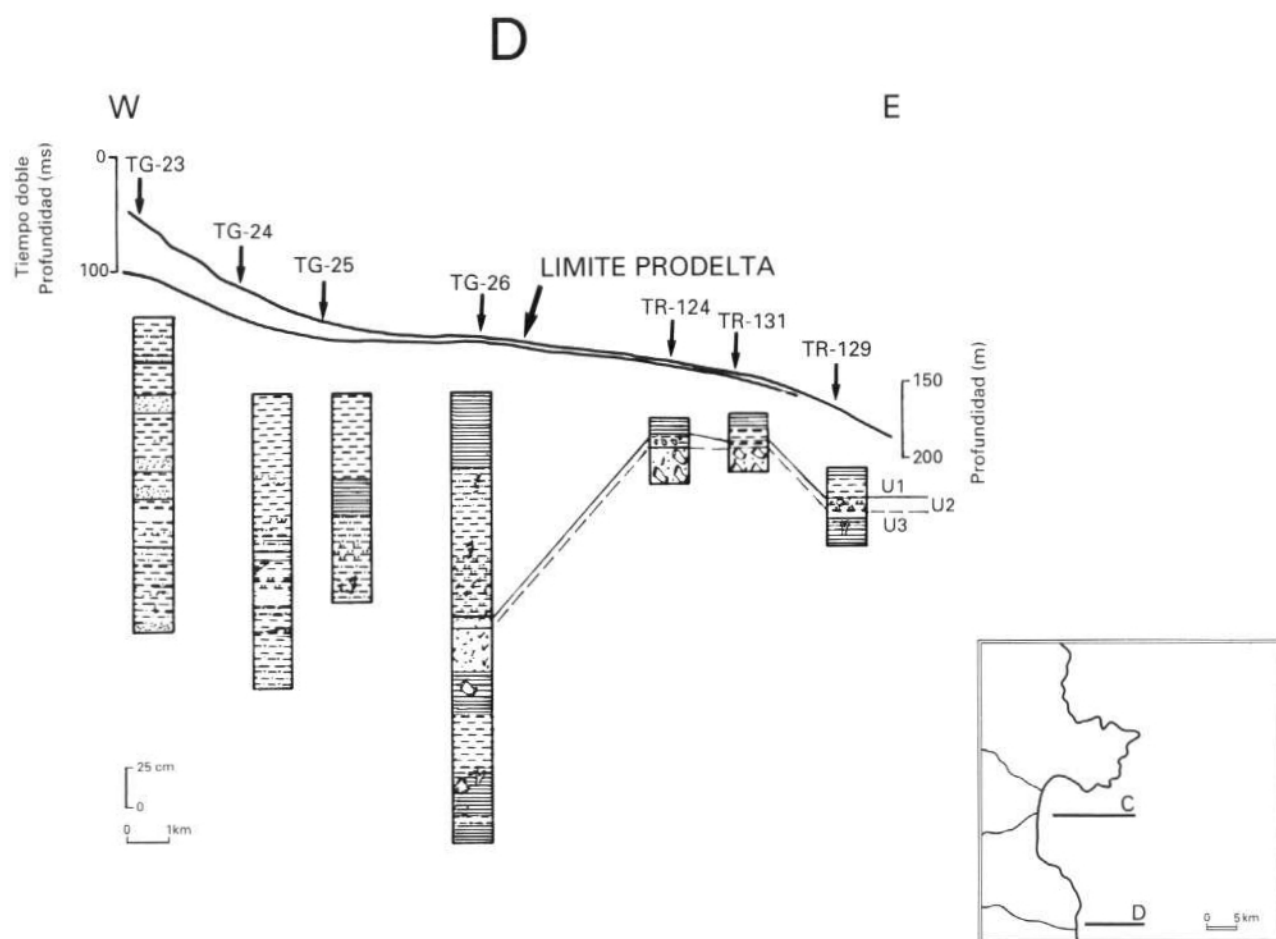 D
W
E
Tiempo doble
Profundidad (ms)
0
100
TG-23
TG-24
TG-25
TG-26
LIMITE PRODELTA
TR-124
TR-131
TR-129
150
200
Profundidad (m)
U1
U2
U3
25 cm
0
0 1km
C
D
0 5 km